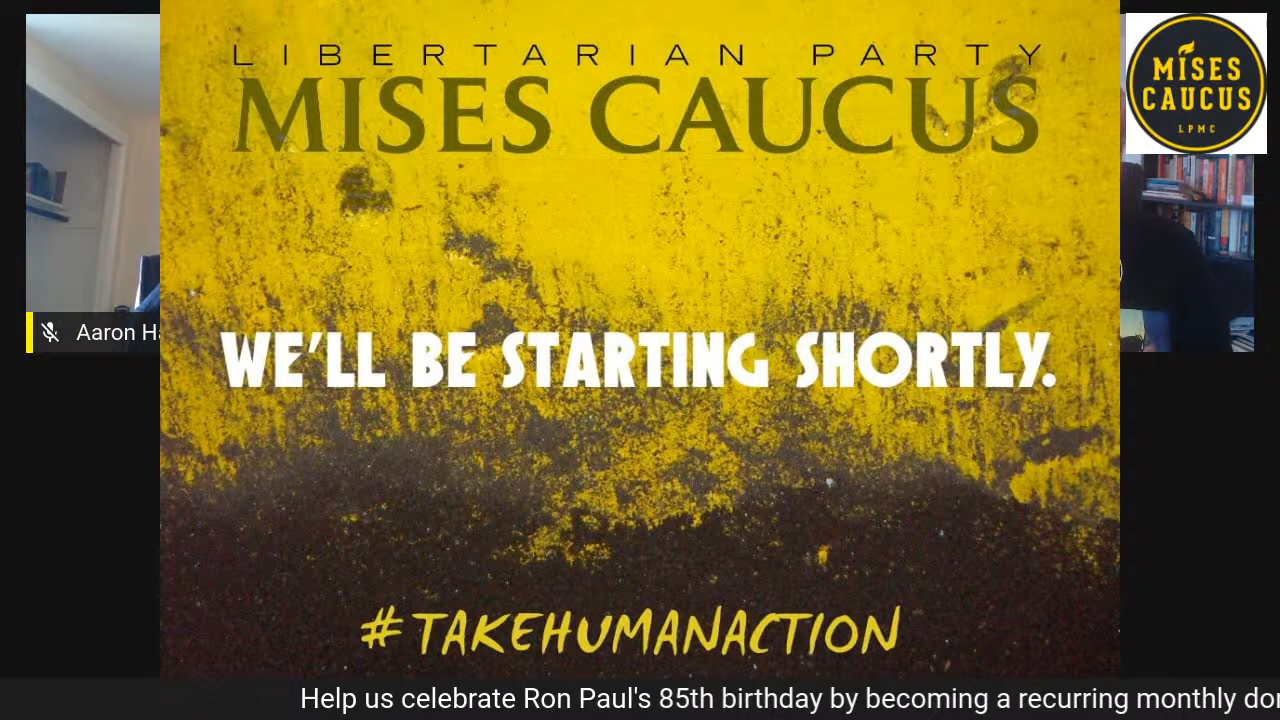 LIBERTARIAN PARTY
MISES CAUCUS
MISES
CAUCUS
LPMC
WE'LL BE STARTING SHORTLY.
Aaron
#TAKEHUMANACTION
Help us celebrate Ron Paul's 85th birthday by becoming a recurring monthly